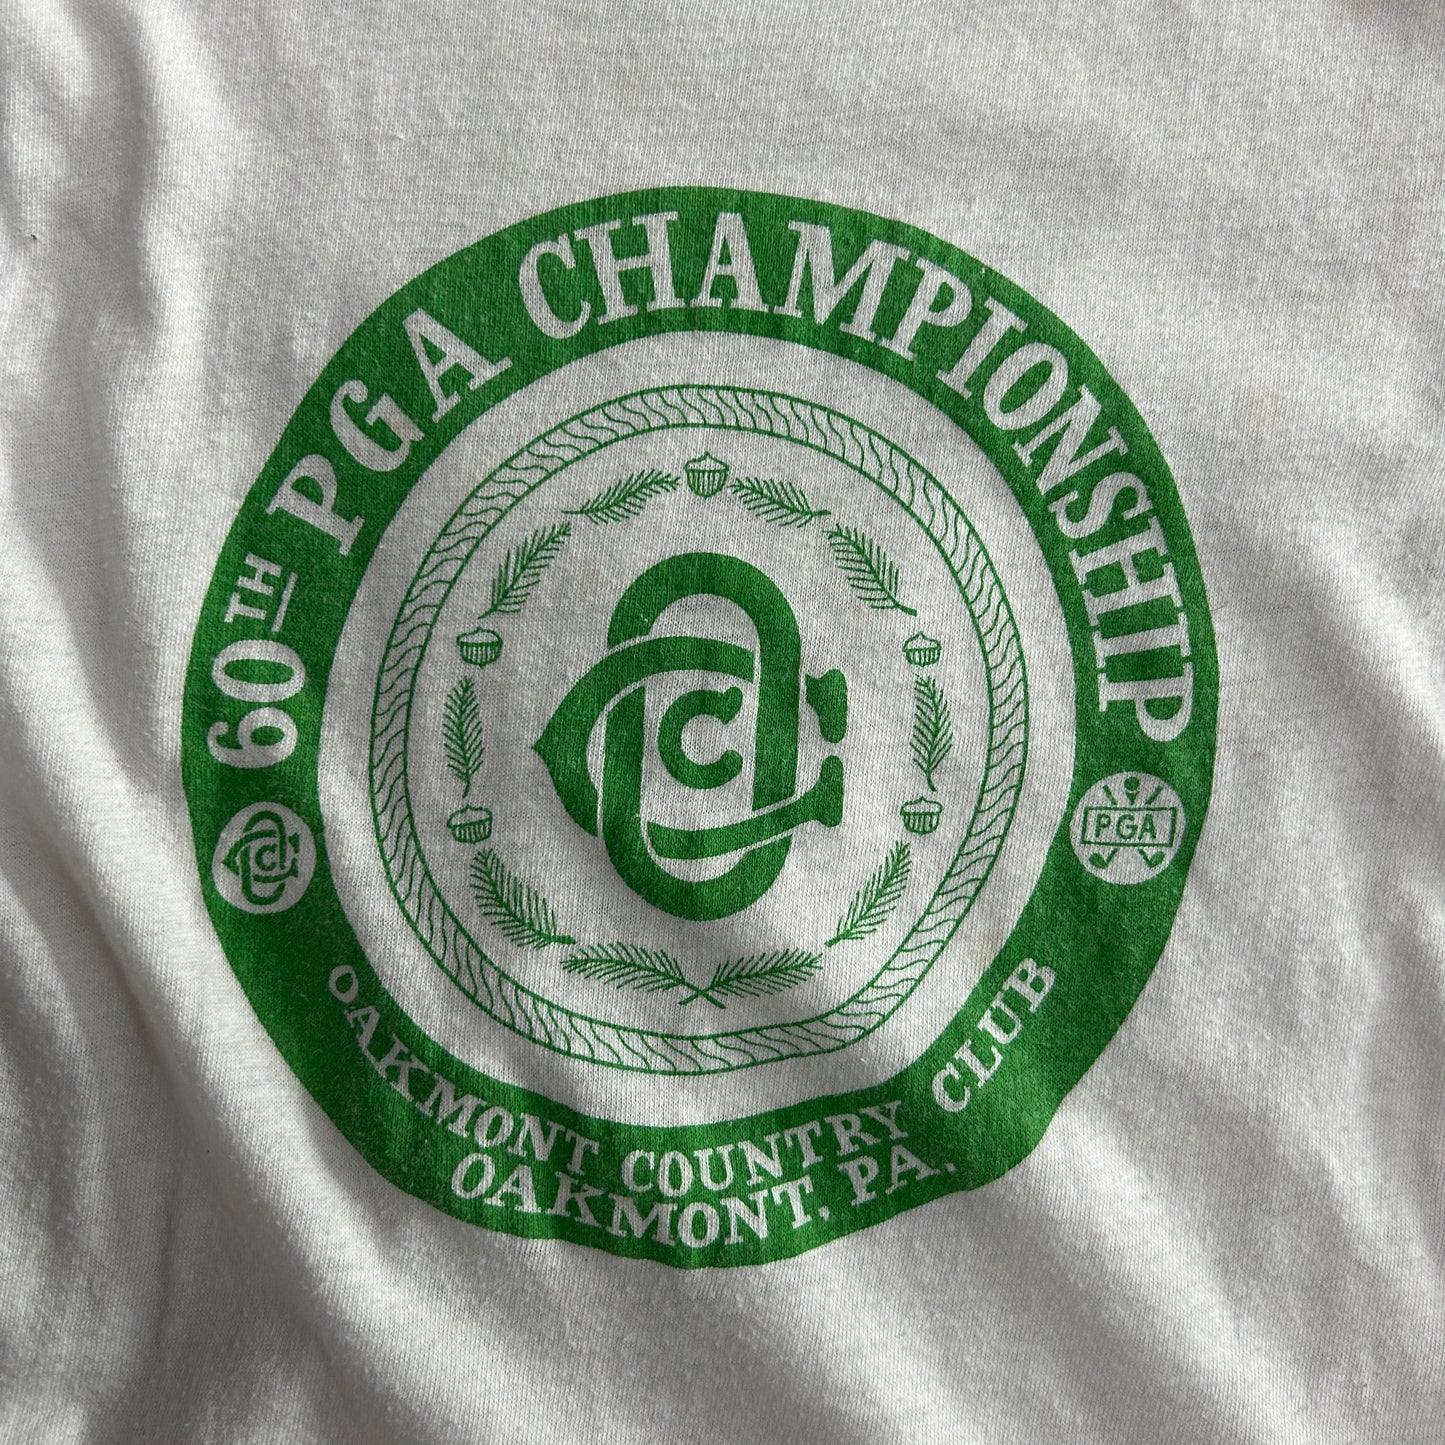 60TH PGA CHAMPIONSHIP
C
PGA
OAKMONT COUNTRY CLUB
OAKMONT, PA.